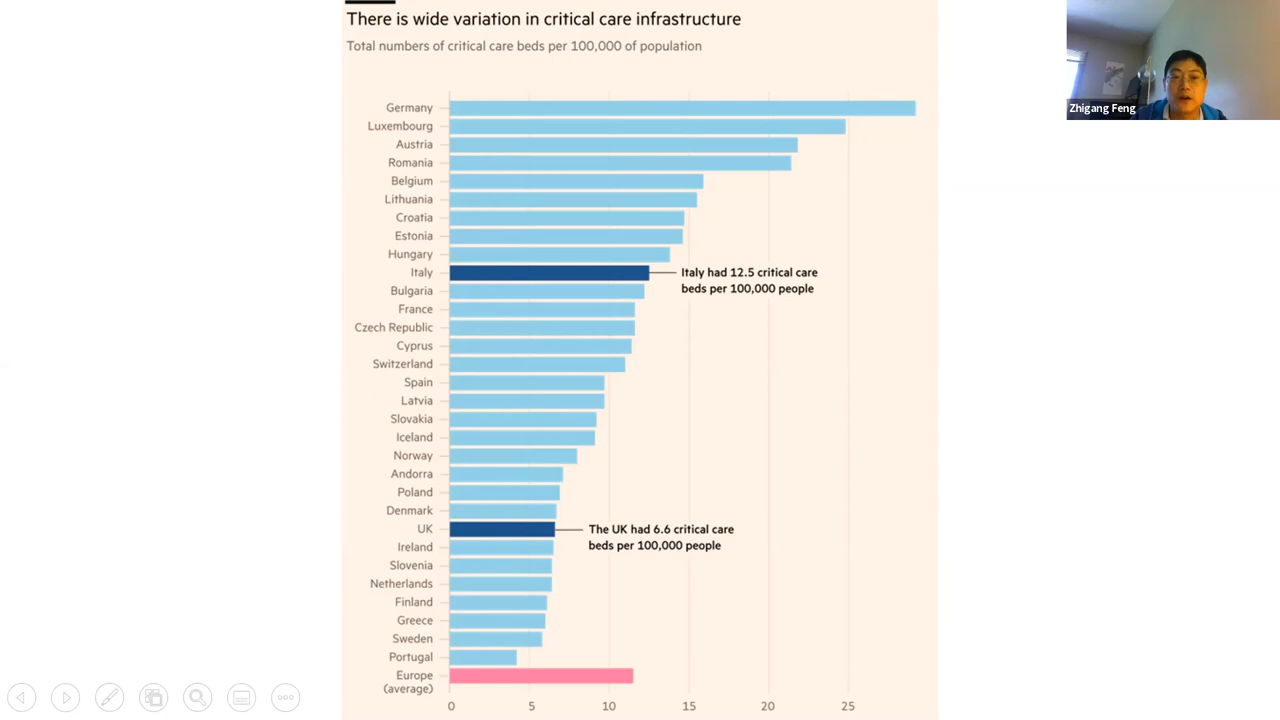 There is wide variation in critical care infrastructure
Total numbers of critical care beds per 100,000 of population
Zhigang Feng
Germany
Luxembourg
Austria
Romania
Belgium
Lithuania
Croatia
Estonia
Hungary
Italy
Italy had 12.5 critical care
beds per 100,000 people
Bulgaria
France
Czech Republic
Cyprus
Switzerland
Spain
Latvia
Slovakia
Iceland
Norway
Andorra
Poland
Denmark
UK
The UK had 6.6 critical care
beds per 100,000 people
Ireland
Slovenia
Netherlands
Finland
Greece
Sweden
Portugal
Europe
(average)
0 5 10 15 20 25